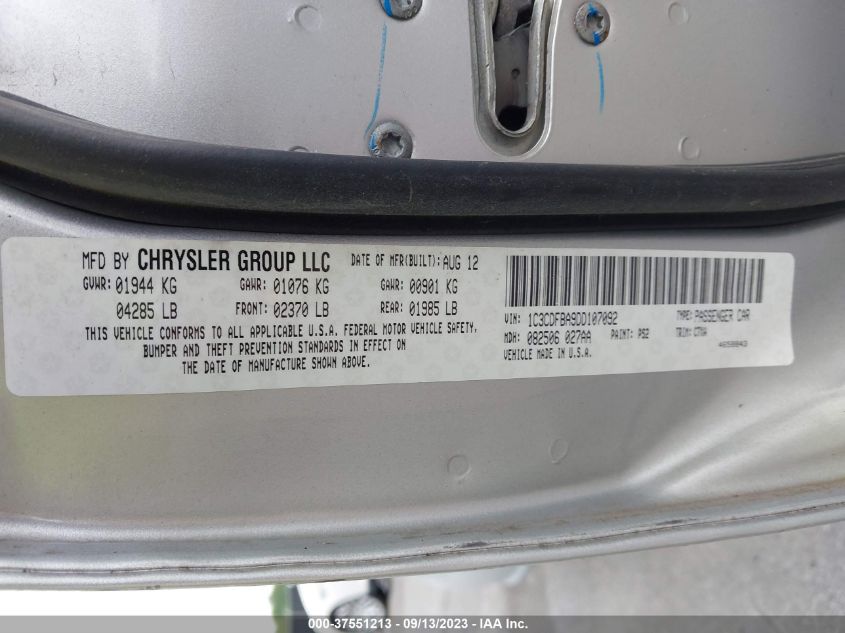 MFD BY CHRYSLER GROUP LLC DATE OF MFR(BUILT): AUG 12
GVWR: 01944 KG GAWR: 01076 KG GAWR: 00901 KG
04285 LB FRONT: 02370 LB REAR: 01985 LB
THIS VEHICLE CONFORMS TO ALL APPLICABLE U.S.A. FEDERAL MOTOR VEHICLE SAFETY,
BUMPER AND THEFT PREVENTION STANDARDS IN EFFECT ON
THE DATE OF MANUFACTURE SHOWN ABOVE.
VIN: 1C3CDFBA9DD107092 TYPE: PASSENGER CAR
MDH: 082506 027AA PAINT: PS2 TRIM: C7XA
VEHICLE MADE IN U.S.A.
000-37551213 - 09/13/2023 - IAA Inc.